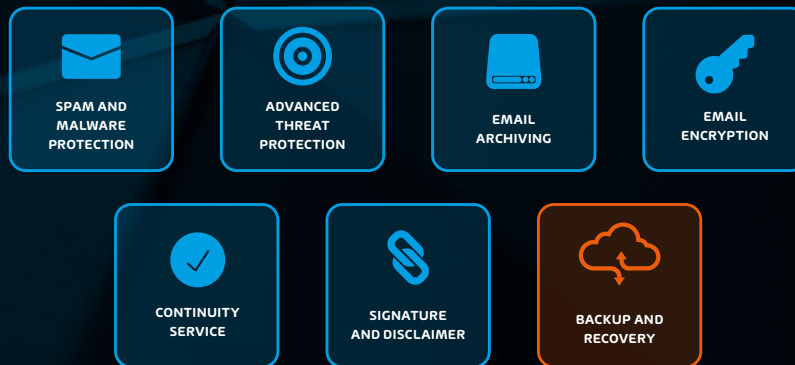 SPAM AND
MALWARE
PROTECTION
ADVANCED
THREAT
PROTECTION
EMAIL
ARCHIVING
EMAIL
ENCRYPTION
CONTINUITY
SERVICE
SIGNATURE
AND DISCLAIMER
BACKUP AND
RECOVERY